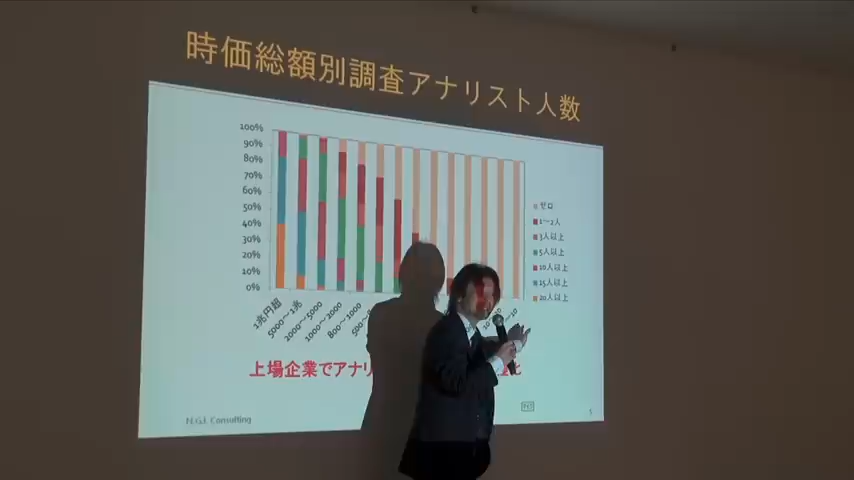 時価総額別調査アナリスト人数
100%
90%
80%
70%
60%
50%
40%
30%
20%
10%
0%
1兆円超
5000〜1兆
2000〜5000
1000〜2000
800〜1000
ゼロ
1〜2人
3人以上
5人以上
10人以上
15人以上
20人以上
上場企業でアナリ
N.G.I. Consulting
5